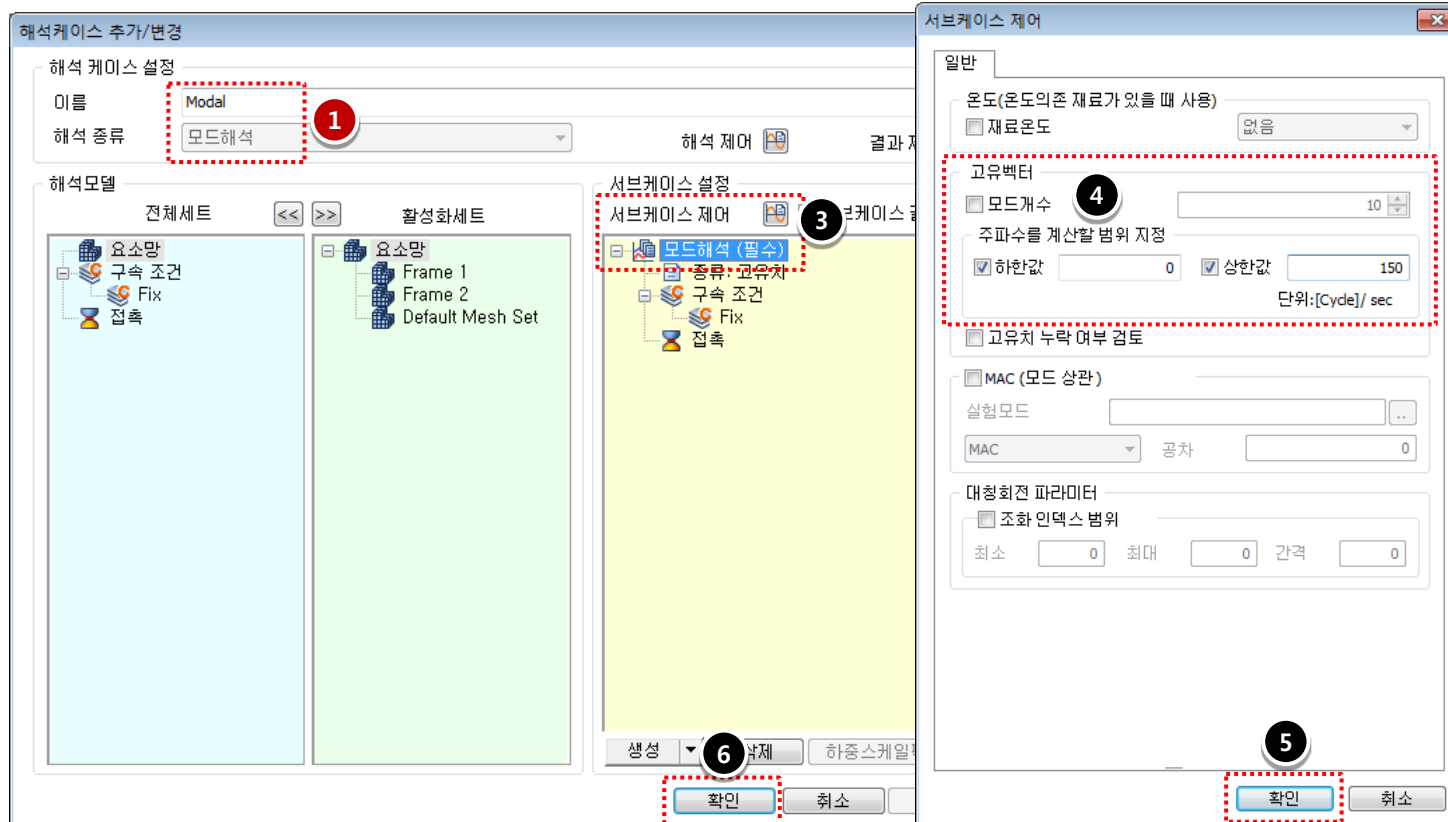 해석케이스 추가/변경
해석 케이스 설정
이름
Modal
1
해석 종류
모드해석
해석 제어
결과
해석모델
전체세트
<<
>>
활성화세트
요소망
구속 조건
Fix
접촉
요소망
Frame 1
Frame 2
Default Mesh Set
서브케이스 설정
서브케이스 제어
3
모드해석 (필수)
종류: 고유치
구속 조건
Fix
접촉
생성
6
삭제
하중스케일
확인
취소
서브케이스 제어
일반
온도(온도의존 재료가 있을 때 사용)
재료온도
없음
고유벡터
4
모드개수
10
주파수를 계산할 범위 지정
하한값
0
상한값
150
단위:[Cycle]/ sec
고유치 누락 여부 검토
MAC (모드 상관)
실험모드
..
MAC
공차
0
대칭회전 파라미터
조화 인덱스 범위
최소
0
최대
0
간격
0
5
확인
취소